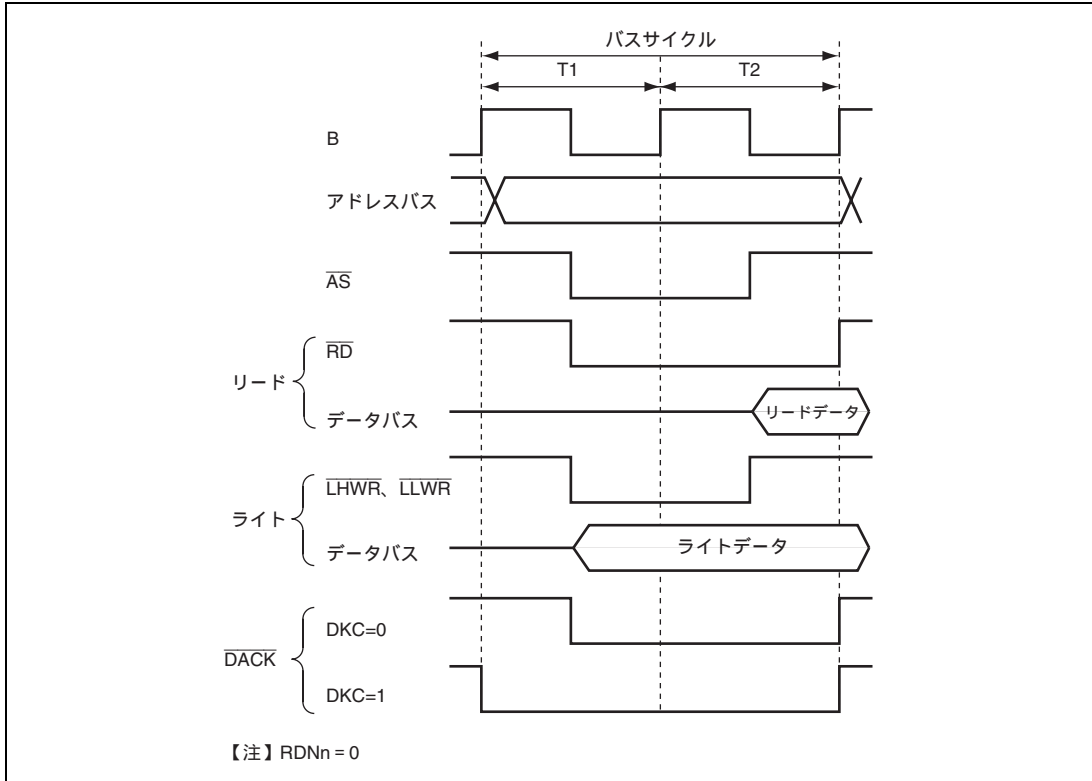 バスサイクル
T1
T2
B
アドレスバス
AS
RD
リード
データバス
リードデータ
LHWR、LLWR
ライト
データバス
ライトデータ
DKC=0
DACK
DKC=1
【注】RDNn = 0